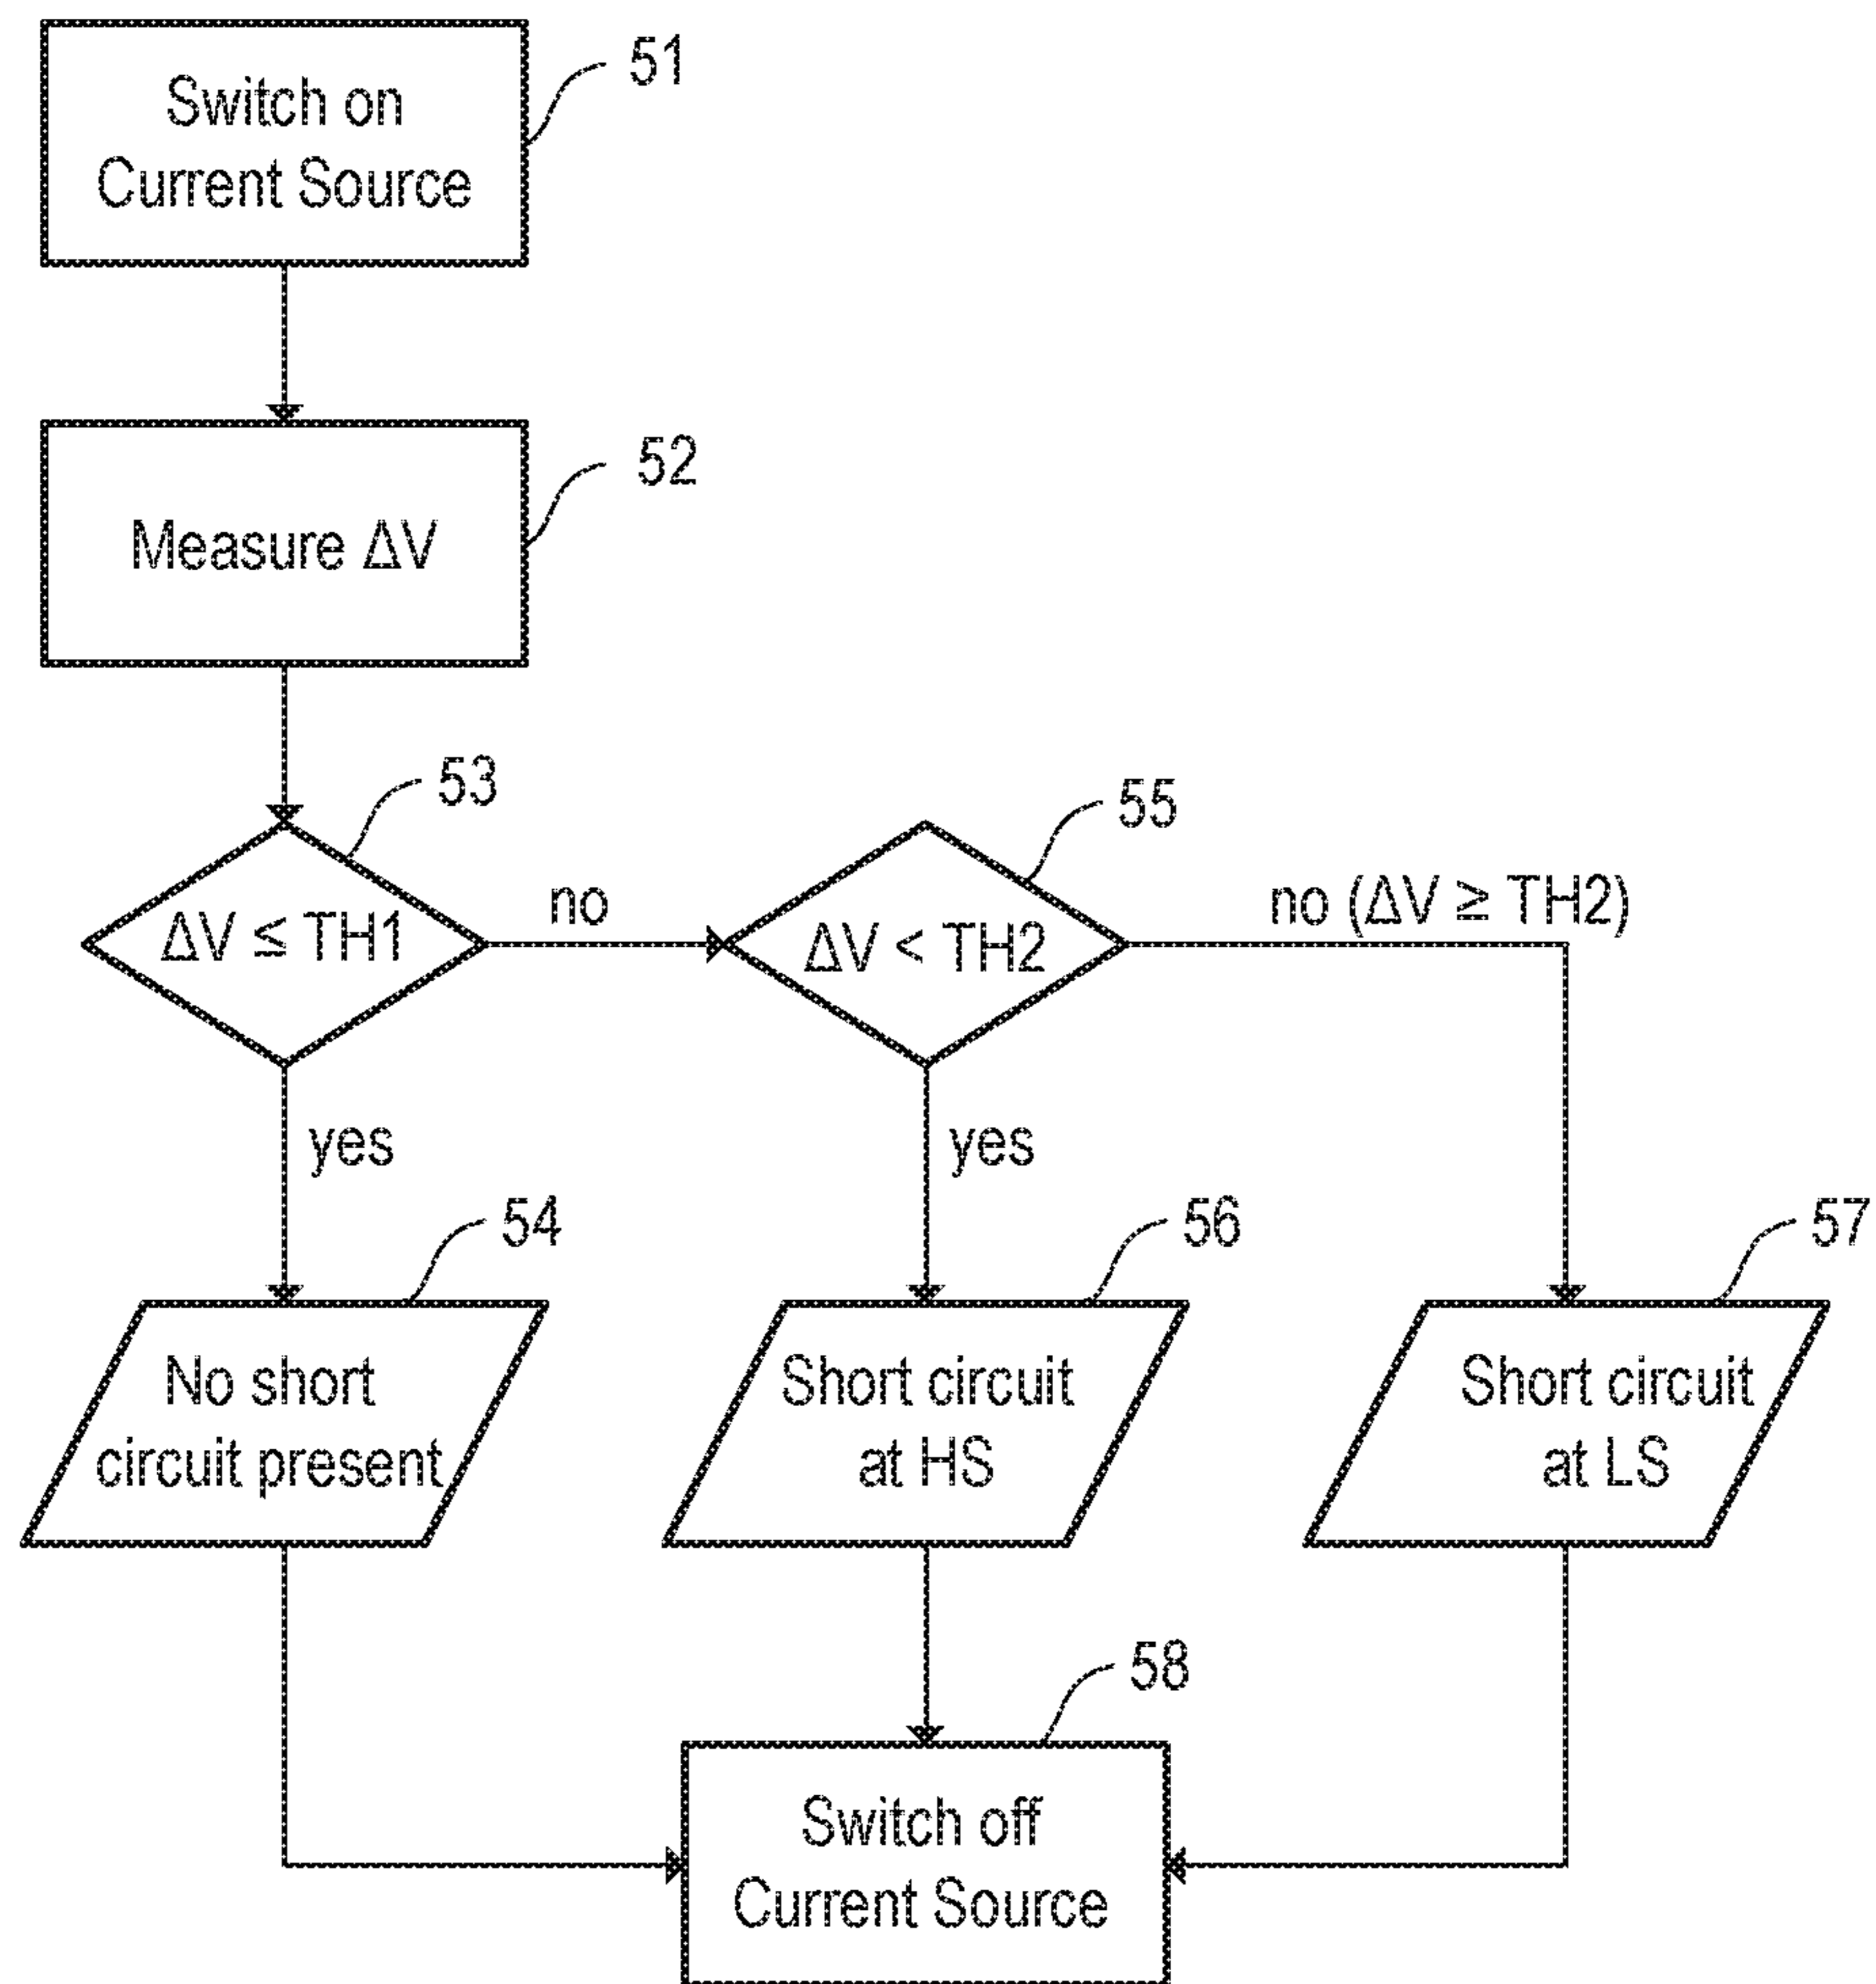 Switch on
Current Source
51
Measure ΔV
52
ΔV ≤ TH1
53
no
ΔV < TH2
55
no (ΔV ≥ TH2)
yes
yes
No short
circuit present
54
Short circuit
at HS
56
Short circuit
at LS
57
Switch off
Current Source
58